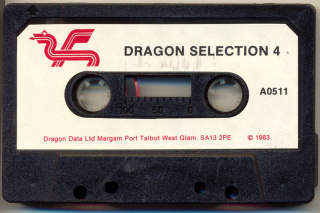 DRAGON SELECTION 4
A0511
100 50 0
Dragon Data Ltd Margam Port Talbot West Glam. SA13 2PE © 1983